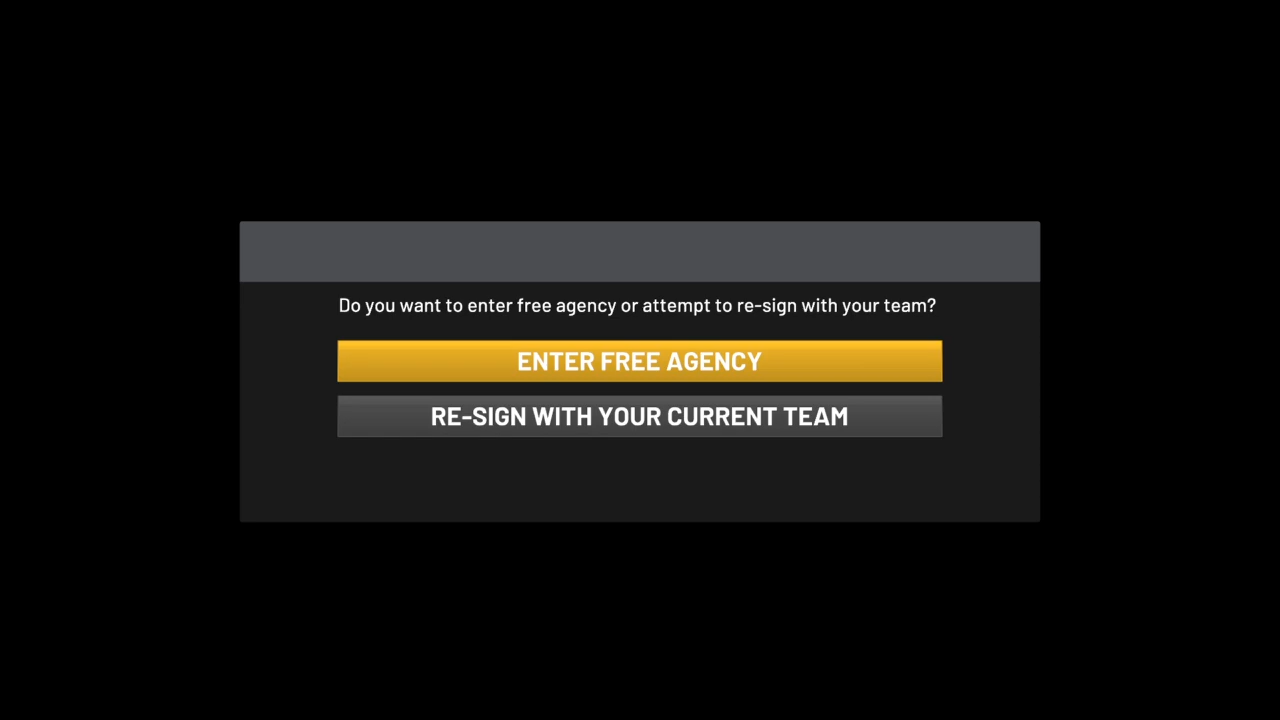 Do you want to enter free agency or attempt to re-sign with your team?
ENTER FREE AGENCY
RE-SIGN WITH YOUR CURRENT TEAM